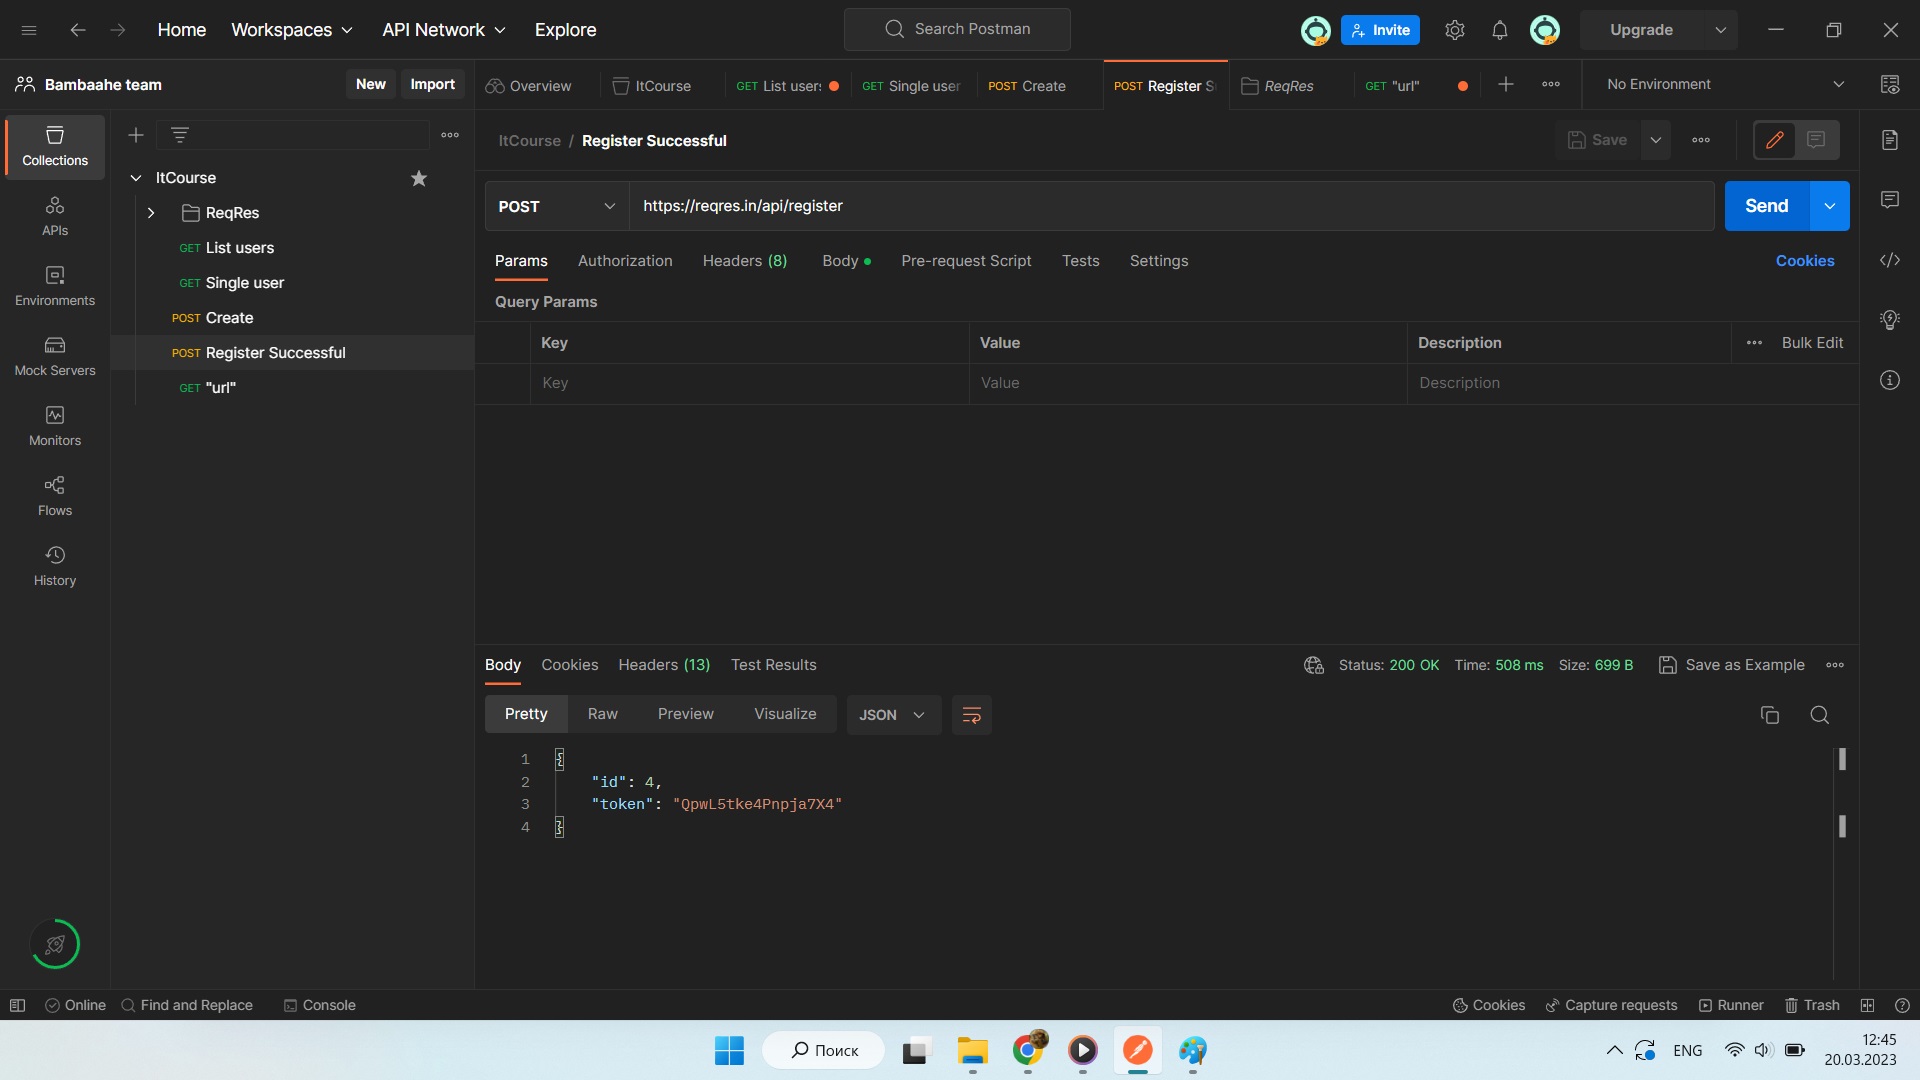 Home Workspaces API Network Explore Search Postman Invite Upgrade
Bambaahe team New Import Overview ItCourse GET List users GET Single user POST Create POST Register S ReqRes GET "url" No Environment
Collections
APIs
Environments
Mock Servers
Monitors
Flows
History
ItCourse
ReqRes
GET List users
GET Single user
POST Create
POST Register Successful
GET "url"
ItCourse / Register Successful Save
POST https://reqres.in/api/register Send
Params Authorization Headers (8) Body Pre-request Script Tests Settings Cookies
Query Params
Key Value Description Bulk Edit
Key Value Description
Body Cookies Headers (13) Test Results Status: 200 OK Time: 508 ms Size: 699 B Save as Example
Pretty Raw Preview Visualize JSON
1 {
2 "id": 4,
3 "token": "QpwL5tke4Pnpja7X4"
4 }
Online Find and Replace Console Cookies Capture requests Runner Trash
Поиск ENG 12:45
20.03.2023